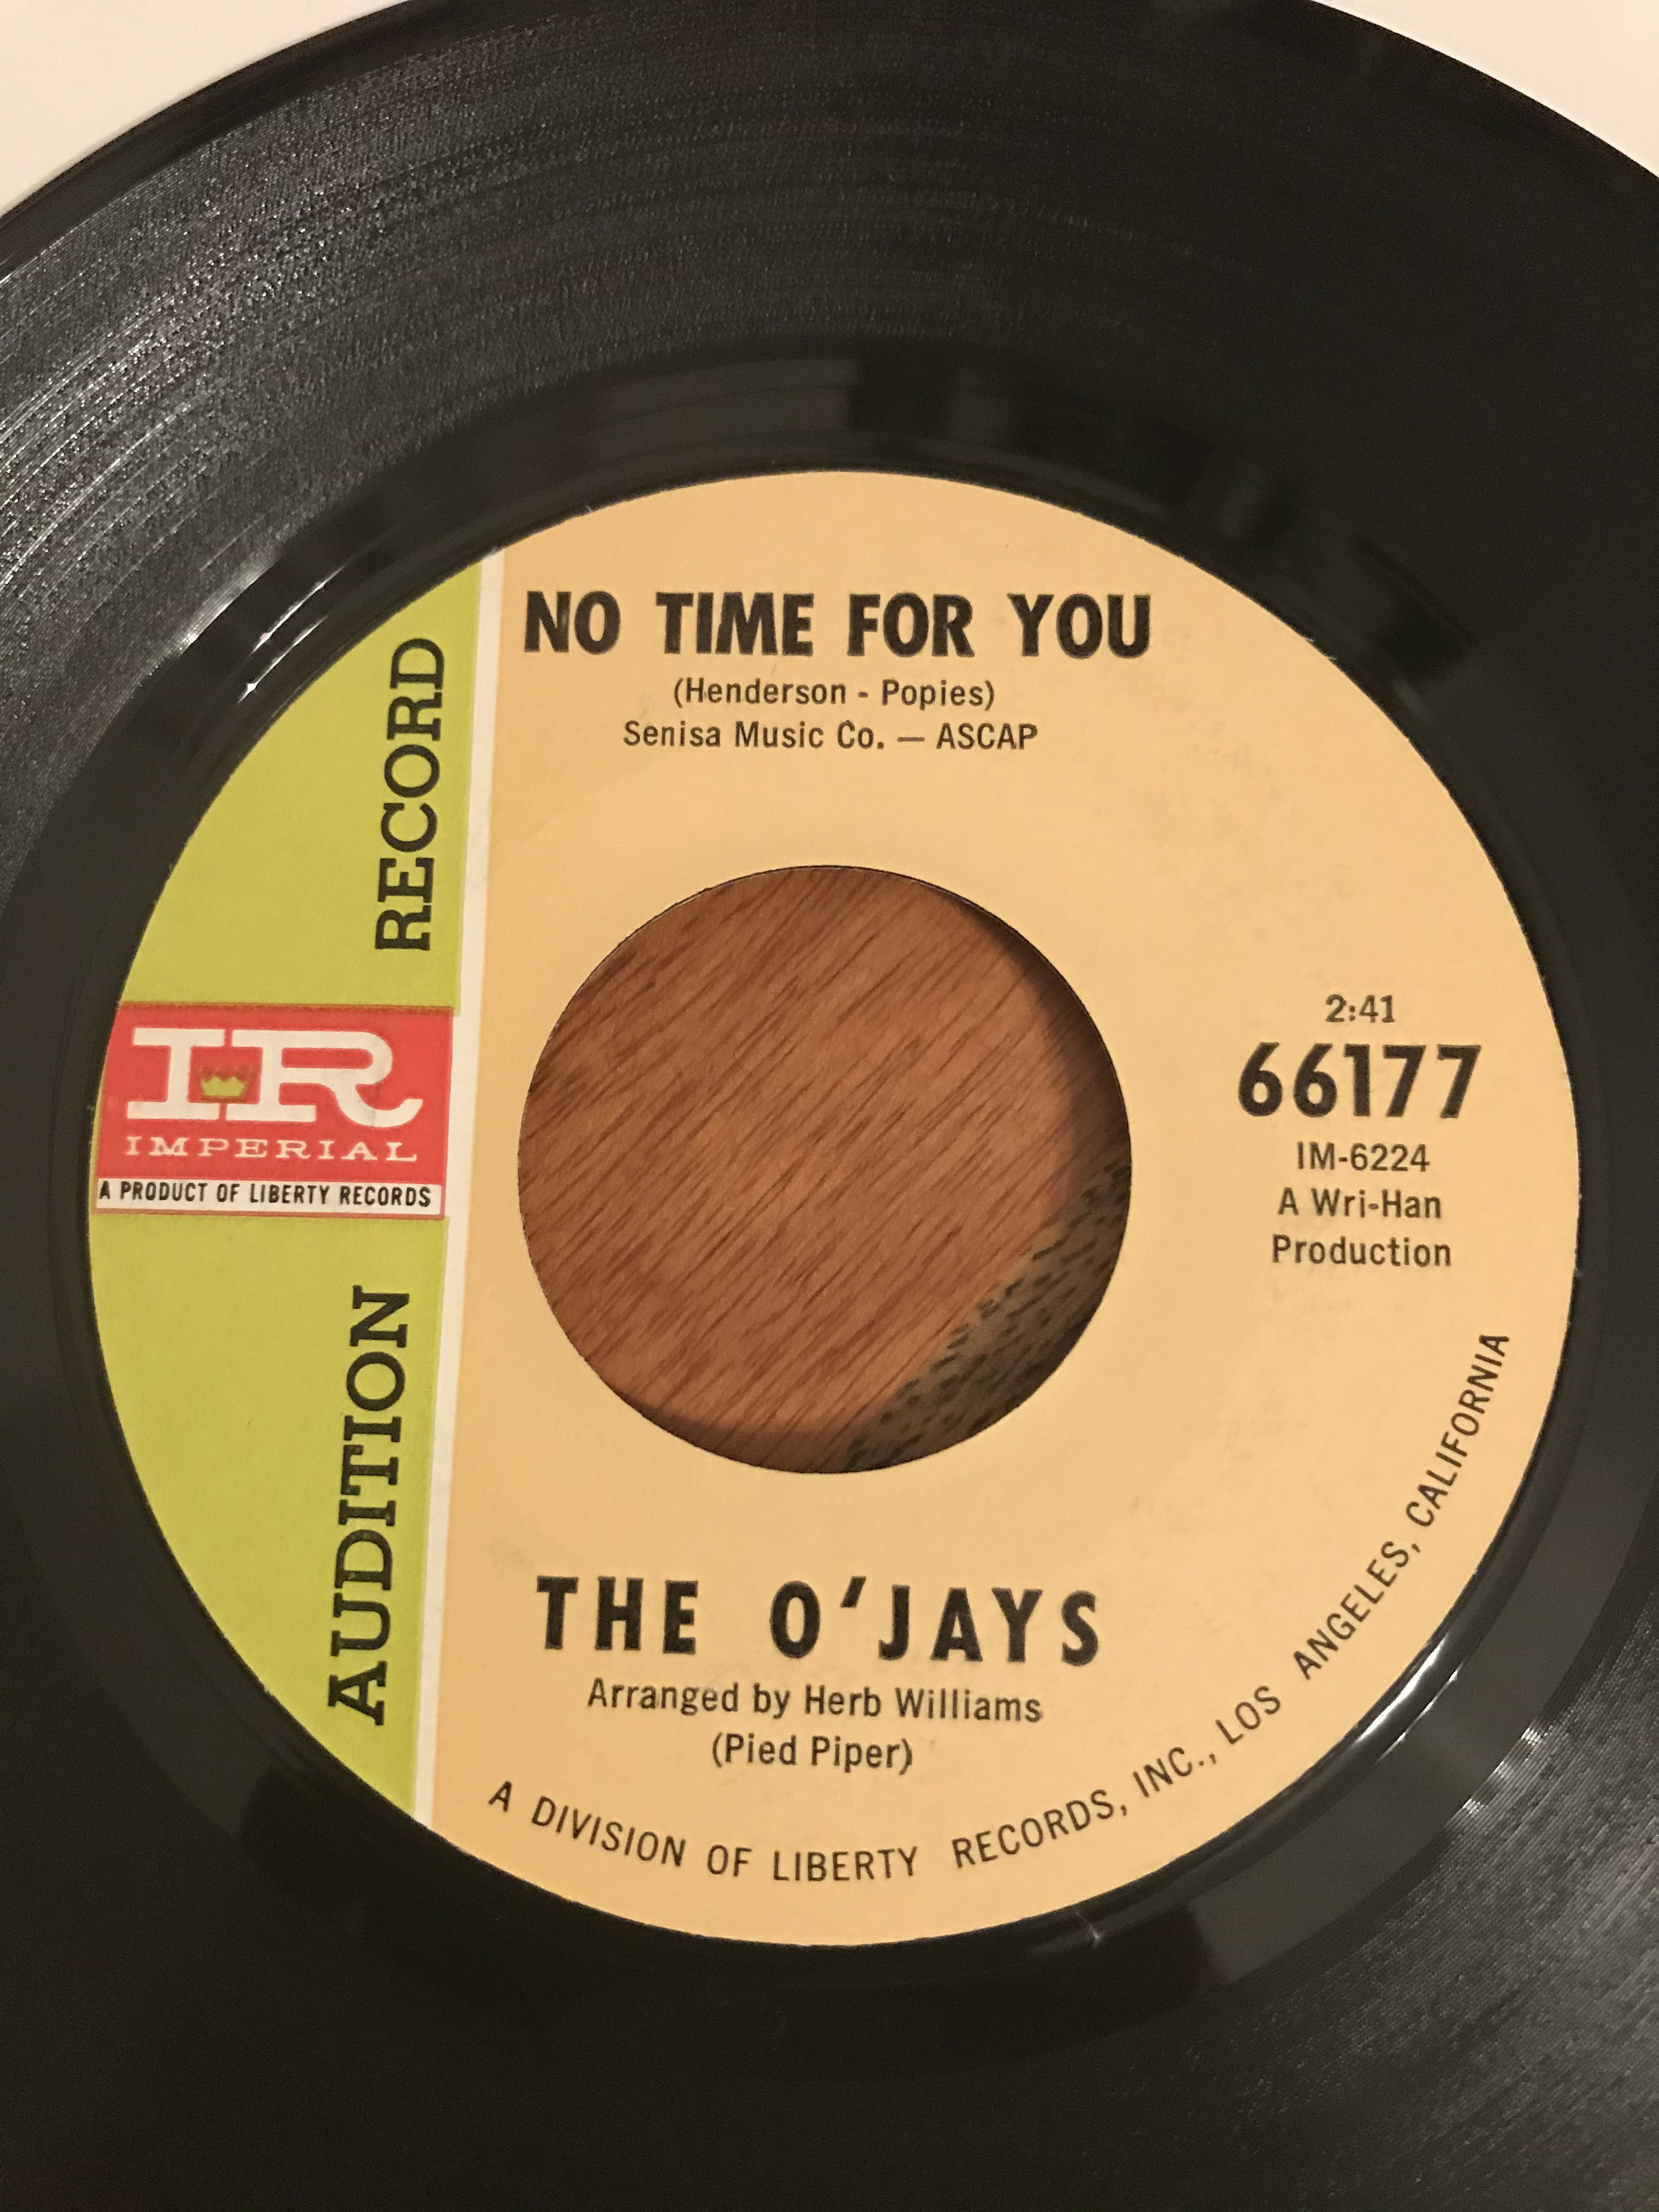 NO TIME FOR YOU
(Henderson - Popies)
Senisa Music Co. — ASCAP
RECORD
IR
IMPERIAL
A PRODUCT OF LIBERTY RECORDS
AUDITION
2:41
66177
IM-6224
A Wri-Han
Production
THE O'JAYS
Arranged by Herb Williams
(Pied Piper)
A DIVISION OF LIBERTY RECORDS, INC., LOS ANGELES, CALIFORNIA